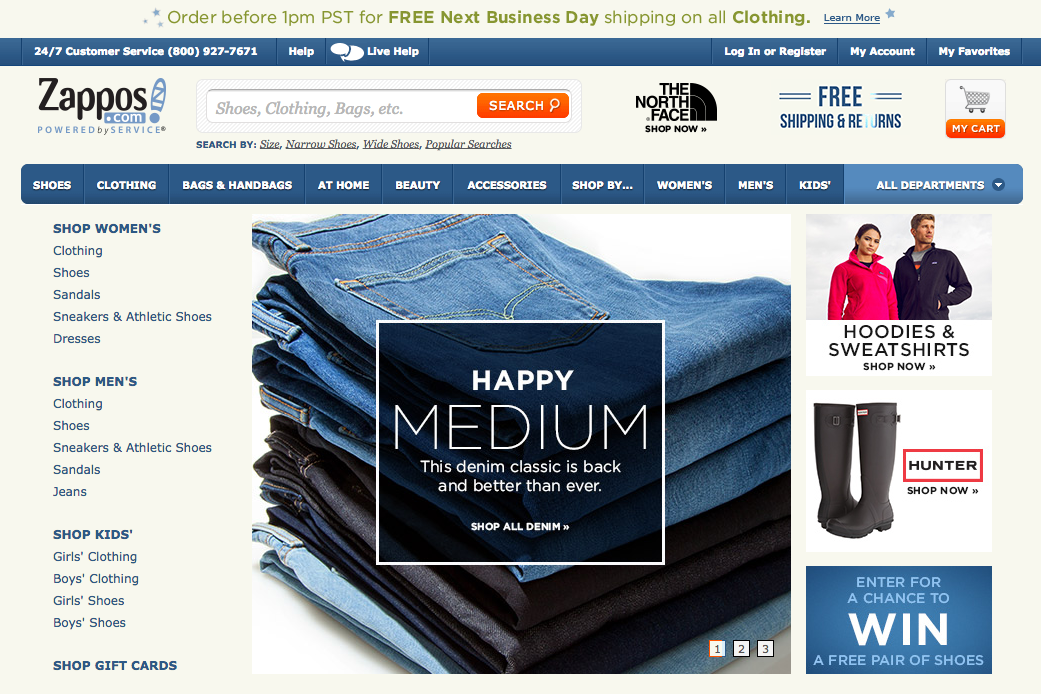 Order before 1pm PST for FREE Next Business Day shipping on all Clothing. Learn More
24/7 Customer Service (800) 927-7671 Help Live Help Log In or Register My Account My Favorites
Zappos
.com
POWERED by SERVICE®
Shoes, Clothing, Bags, etc. SEARCH
SEARCH BY: Size, Narrow Shoes, Wide Shoes, Popular Searches
THE
NORTH
FACE
SHOP NOW »
FREE
SHIPPING & RETURNS
MY CART
SHOES CLOTHING BAGS & HANDBAGS AT HOME BEAUTY ACCESSORIES SHOP BY... WOMEN'S MEN'S KIDS' ALL DEPARTMENTS
SHOP WOMEN'S
Clothing
Shoes
Sandals
Sneakers & Athletic Shoes
Dresses
SHOP MEN'S
Clothing
Shoes
Sneakers & Athletic Shoes
Sandals
Jeans
SHOP KIDS'
Girls' Clothing
Boys' Clothing
Girls' Shoes
Boys' Shoes
SHOP GIFT CARDS
HAPPY
MEDIUM
This denim classic is back
and better than ever.
SHOP ALL DENIM »
1 2 3
HOODIES &
SWEATSHIRTS
SHOP NOW »
HUNTER
SHOP NOW »
ENTER FOR
A CHANCE TO
WIN
A FREE PAIR OF SHOES